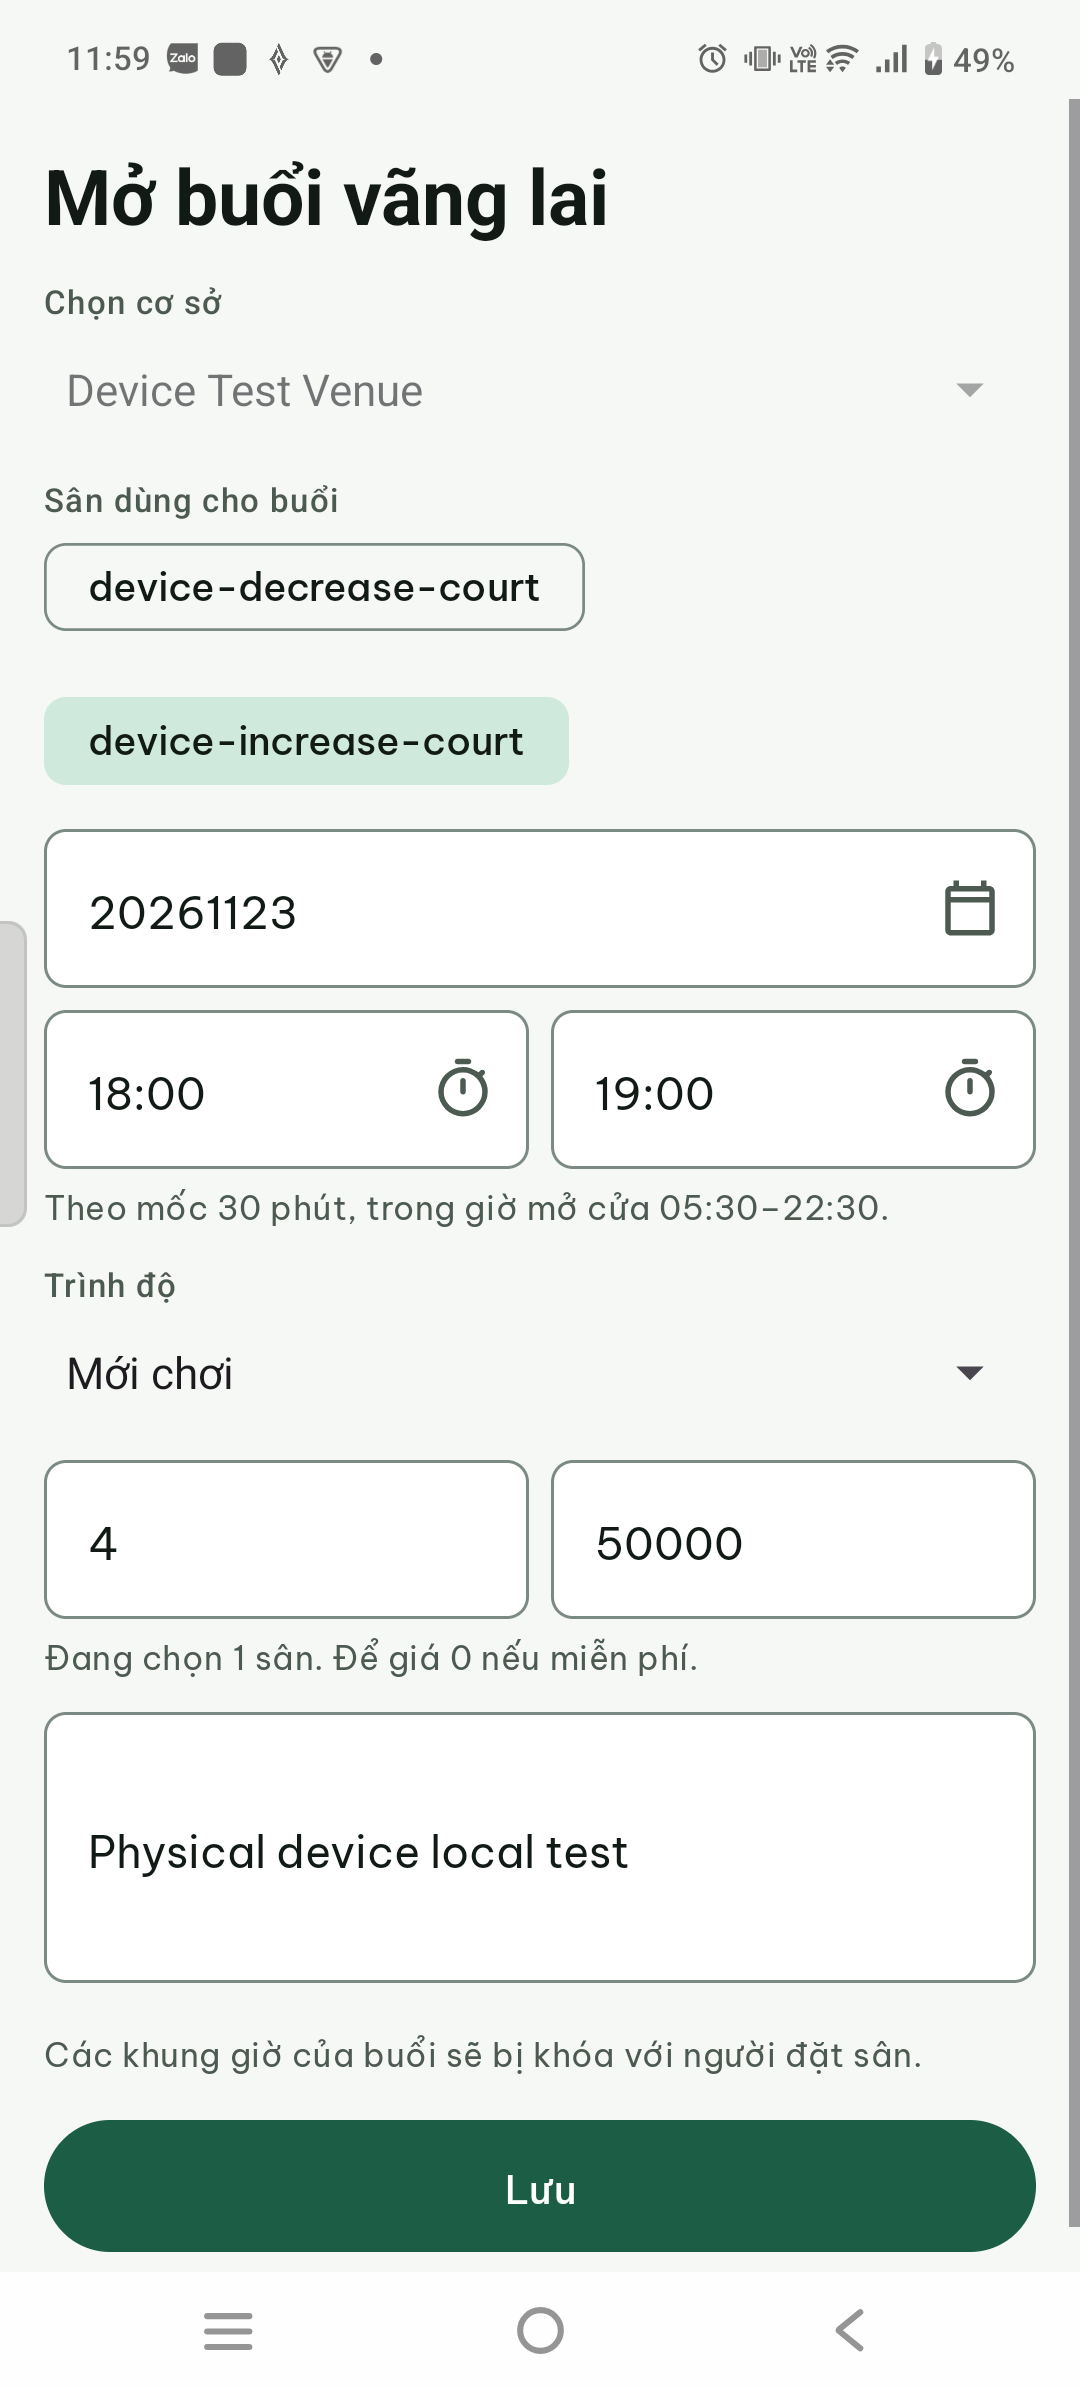 11:59 Zalo Vo)) LTE 49%
Mở buổi vãng lai
Chọn cơ sở
Device Test Venue
Sân dùng cho buổi
device-decrease-court
device-increase-court
20261123
18:00 19:00
Theo mốc 30 phút, trong giờ mở cửa 05:30–22:30.
Trình độ
Mới chơi
4 50000
Đang chọn 1 sân. Để giá 0 nếu miễn phí.
Physical device local test
Các khung giờ của buổi sẽ bị khóa với người đặt sân.
Lưu